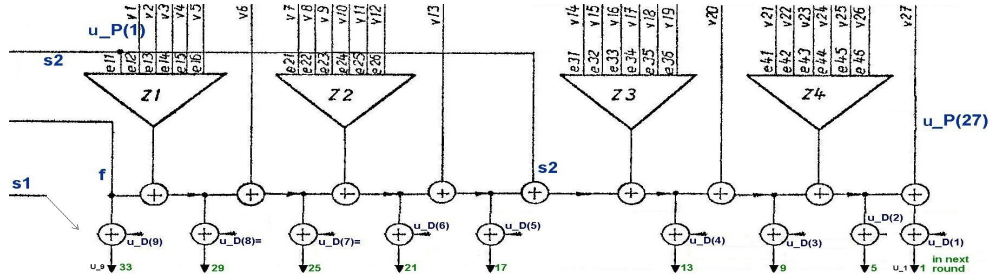 v1 v2 v3 v4 v5 v6 v7 v8 v9 v10 v11 v12 v13 v14 v15 v16 v17 v18 v19 v20 v21 v22 v23 v24 v25 v26 v27
u_P(1)
s2
e11 e12 e13 e14 e15 e16 e21 e22 e23 e24 e25 e26 e31 e32 e33 e34 e35 e36 e41 e42 e43 e44 e45 e46
Z1 Z2 Z3 Z4
u_P(27)
f
s2
s1
u_D(9) u_D(8)= u_D(7)= u_D(6) u_D(5) u_D(4) u_D(3) u_D(2) u_D(1)
u_9 33 29 25 21 17 13 9 5 u_1 in next
round